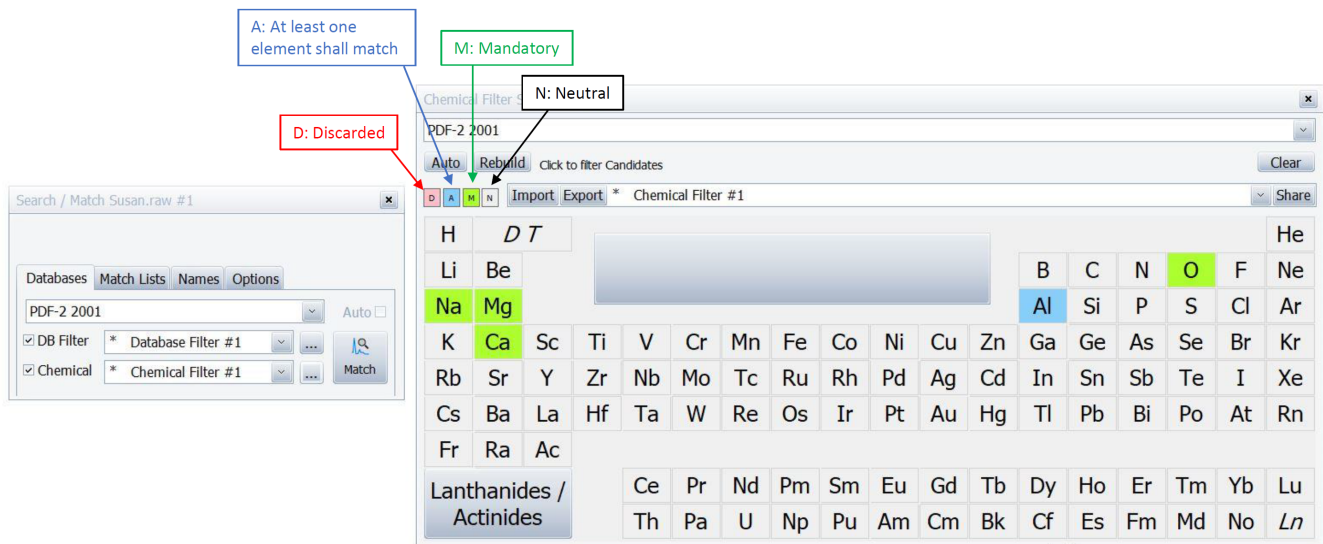 A: At least one
element shall match
M: Mandatory
N: Neutral
D: Discarded
Chemical Filter S
PDF-2 2001
Auto Rebuild Click to filter Candidates Clear
D A M N Import Export * Chemical Filter #1 Share
H D T He
Li Be B C N O F Ne
Na Mg Al Si P S Cl Ar
K Ca Sc Ti V Cr Mn Fe Co Ni Cu Zn Ga Ge As Se Br Kr
Rb Sr Y Zr Nb Mo Tc Ru Rh Pd Ag Cd In Sn Sb Te I Xe
Cs Ba La Hf Ta W Re Os Ir Pt Au Hg Tl Pb Bi Po At Rn
Fr Ra Ac
Lanthanides /
Actinides
Ce Pr Nd Pm Sm Eu Gd Tb Dy Ho Er Tm Yb Lu
Th Pa U Np Pu Am Cm Bk Cf Es Fm Md No Ln
Search / Match Susan.raw #1
Databases Match Lists Names Options
PDF-2 2001 Auto
DB Filter * Database Filter #1 ...
Chemical * Chemical Filter #1 ...
Match